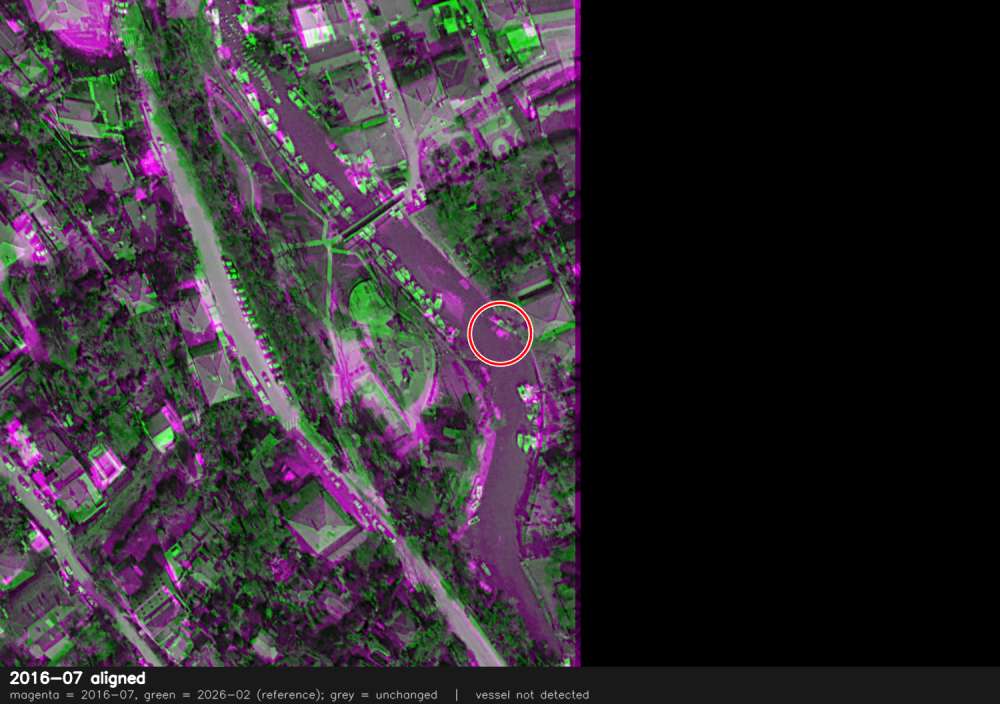 2016-07 aligned
magenta = 2016-07, green = 2026-02 (reference); grey = unchanged | vessel not detected